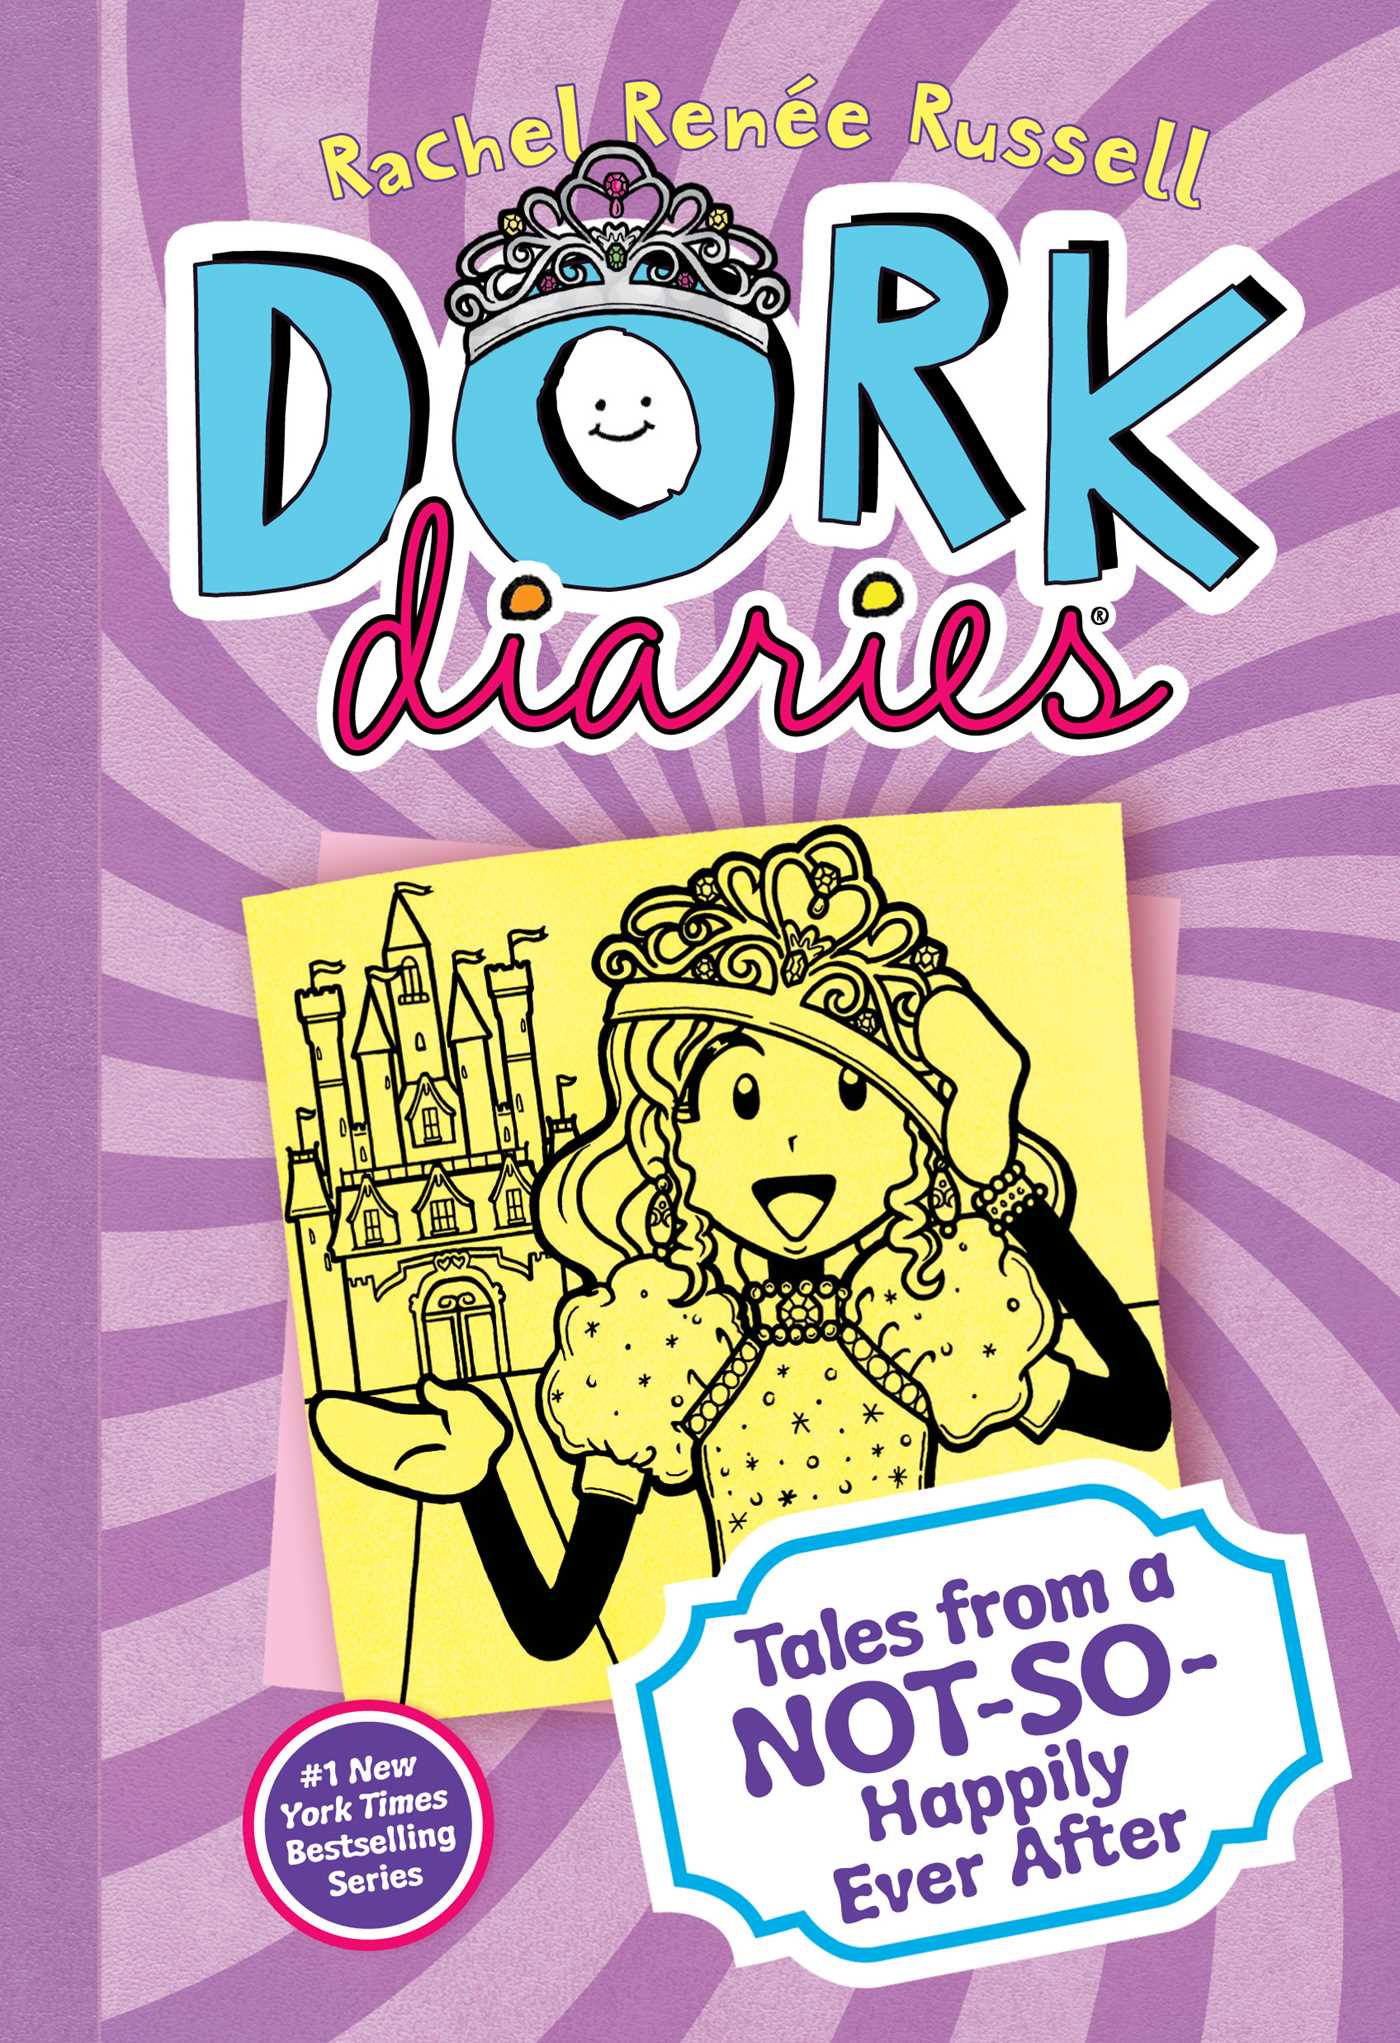 Rachel Renée Russell
DORK
diaries®
Tales from a
NOT-SO-
Happily
Ever After
#1 New
York Times
Bestselling
Series